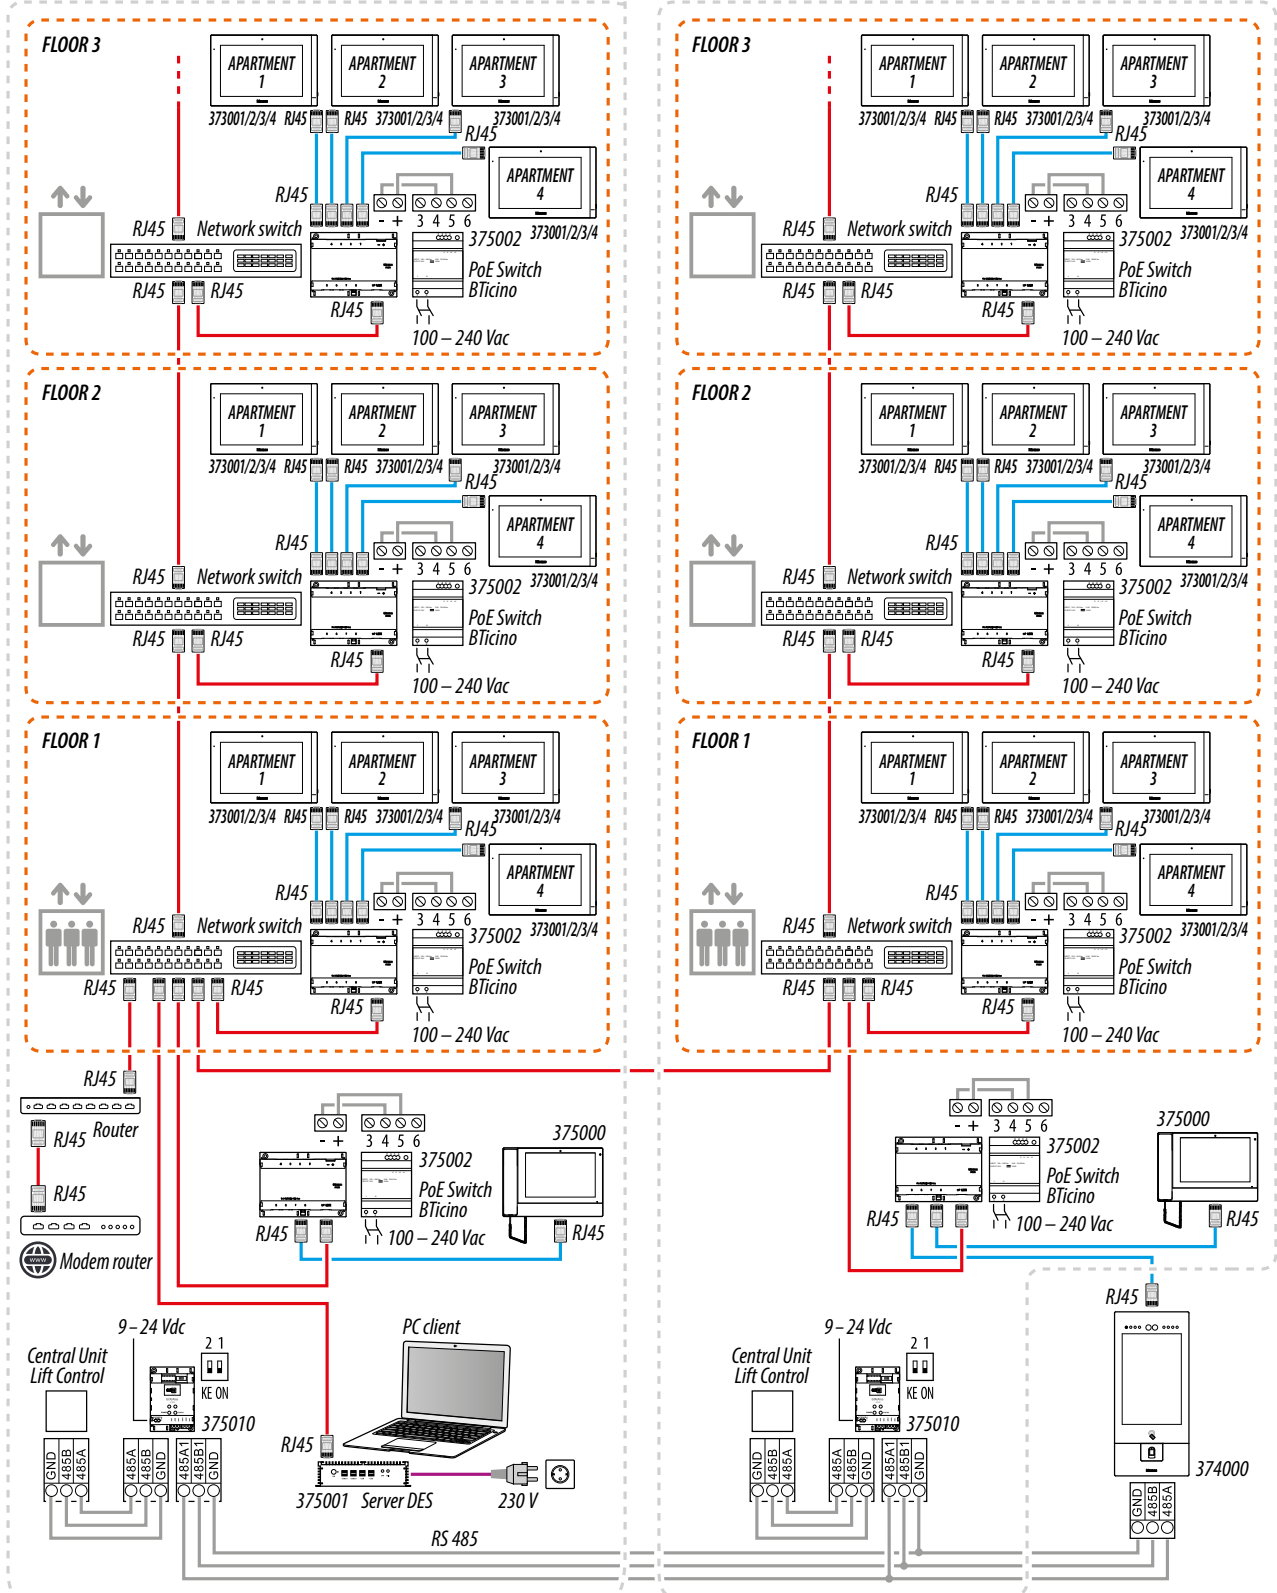 FLOOR 3
APARTMENT
1
APARTMENT
2
APARTMENT
3
373001/2/3/4 RJ45 RJ45 373001/2/3/4 373001/2/3/4
RJ45
APARTMENT
4
RJ45
- + 3 4 5 6
373001/2/3/4
RJ45 Network switch
375002
PoE Switch
BTicino
RJ45 RJ45
RJ45
100 – 240 Vac
FLOOR 3
APARTMENT
1
APARTMENT
2
APARTMENT
3
373001/2/3/4 RJ45 RJ45 373001/2/3/4 373001/2/3/4
RJ45
APARTMENT
4
RJ45
- + 3 4 5 6
373001/2/3/4
RJ45 Network switch
375002
PoE Switch
BTicino
RJ45 RJ45
RJ45
100 – 240 Vac
FLOOR 2
APARTMENT
1
APARTMENT
2
APARTMENT
3
373001/2/3/4 RJ45 RJ45 373001/2/3/4 373001/2/3/4
RJ45
APARTMENT
4
RJ45
- + 3 4 5 6
373001/2/3/4
RJ45 Network switch
375002
PoE Switch
BTicino
RJ45 RJ45
RJ45
100 – 240 Vac
FLOOR 2
APARTMENT
1
APARTMENT
2
APARTMENT
3
373001/2/3/4 RJ45 RJ45 373001/2/3/4 373001/2/3/4
RJ45
APARTMENT
4
RJ45
- + 3 4 5 6
373001/2/3/4
RJ45 Network switch
375002
PoE Switch
BTicino
RJ45 RJ45
RJ45
100 – 240 Vac
FLOOR 1
APARTMENT
1
APARTMENT
2
APARTMENT
3
373001/2/3/4 RJ45 RJ45 373001/2/3/4 373001/2/3/4
RJ45
APARTMENT
4
RJ45
- + 3 4 5 6
373001/2/3/4
RJ45 Network switch
375002
PoE Switch
BTicino
RJ45 RJ45
RJ45
100 – 240 Vac
FLOOR 1
APARTMENT
1
APARTMENT
2
APARTMENT
3
373001/2/3/4 RJ45 RJ45 373001/2/3/4 373001/2/3/4
RJ45
APARTMENT
4
RJ45
- + 3 4 5 6
373001/2/3/4
RJ45 Network switch
375002
PoE Switch
BTicino
RJ45 RJ45
RJ45
100 – 240 Vac
RJ45
Router
RJ45
RJ45
WWW
Modem router
- + 3 4 5 6
375002
PoE Switch
BTicino
375000
RJ45
100 – 240 Vac
RJ45
- + 3 4 5 6
375002
PoE Switch
BTicino
375000
RJ45
100 – 240 Vac
RJ45
RJ45
9 – 24 Vdc
2 1
KE ON
Central Unit
Lift Control
375010
GND
485B
485A
485A
485B
GND
485A1
485B1
GND
PC client
RJ45
375001 Server DES
230 V
9 – 24 Vdc
2 1
KE ON
Central Unit
Lift Control
375010
GND
485B
485A
485A
485B
GND
485A1
485B1
GND
374000
GND
485B
485A
RS 485